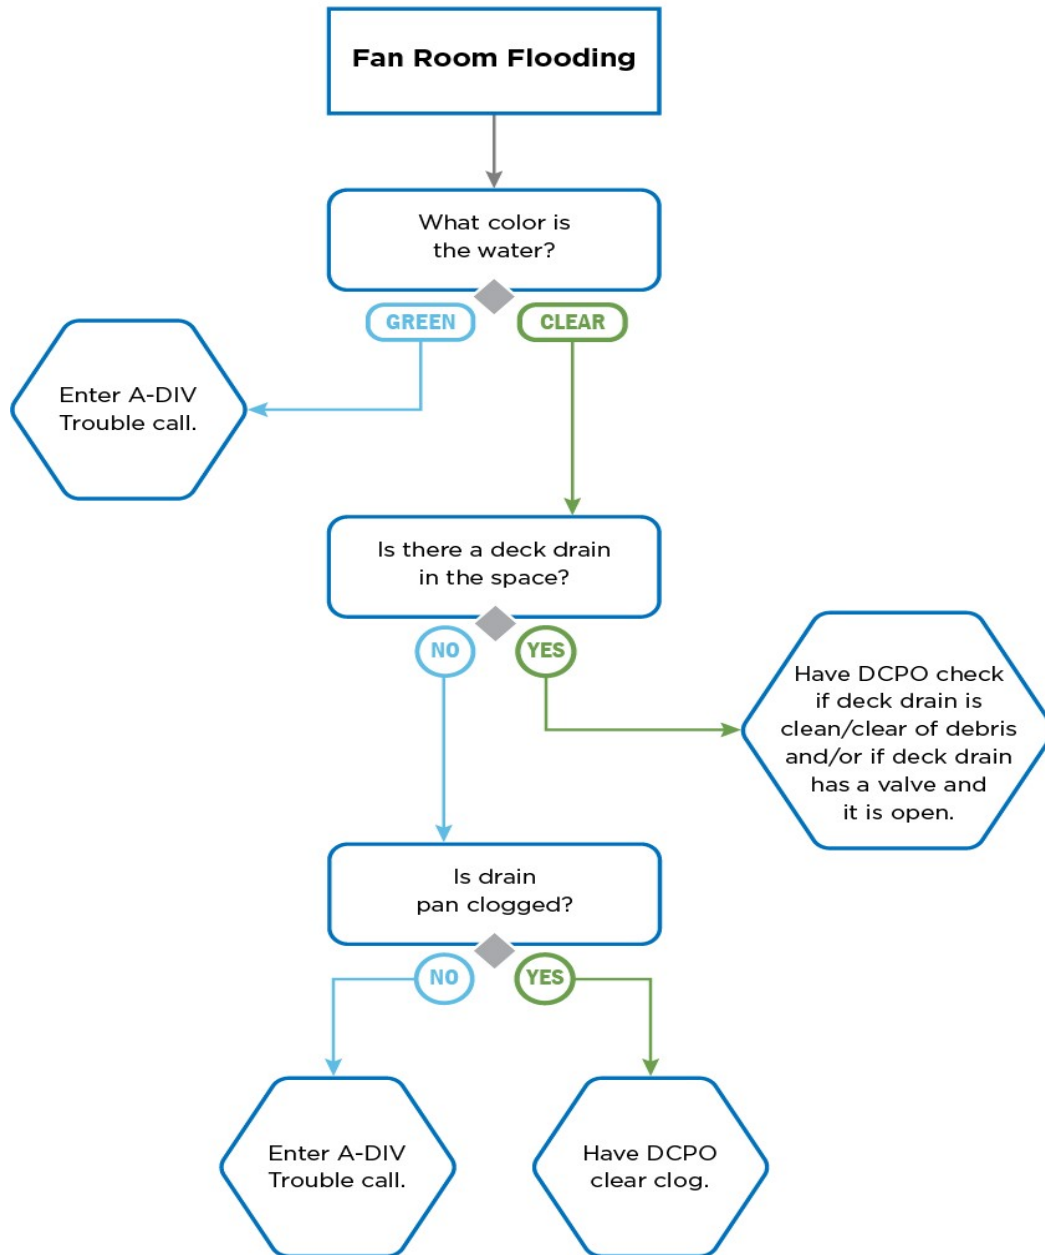 Fan Room Flooding
What color is
the water?
GREEN
CLEAR
Enter A-DIV
Trouble call.
Is there a deck drain
in the space?
NO
YES
Have DCPO check
if deck drain is
clean/clear of debris
and/or if deck drain
has a valve and
it is open.
Is drain
pan clogged?
NO
YES
Enter A-DIV
Trouble call.
Have DCPO
clear clog.